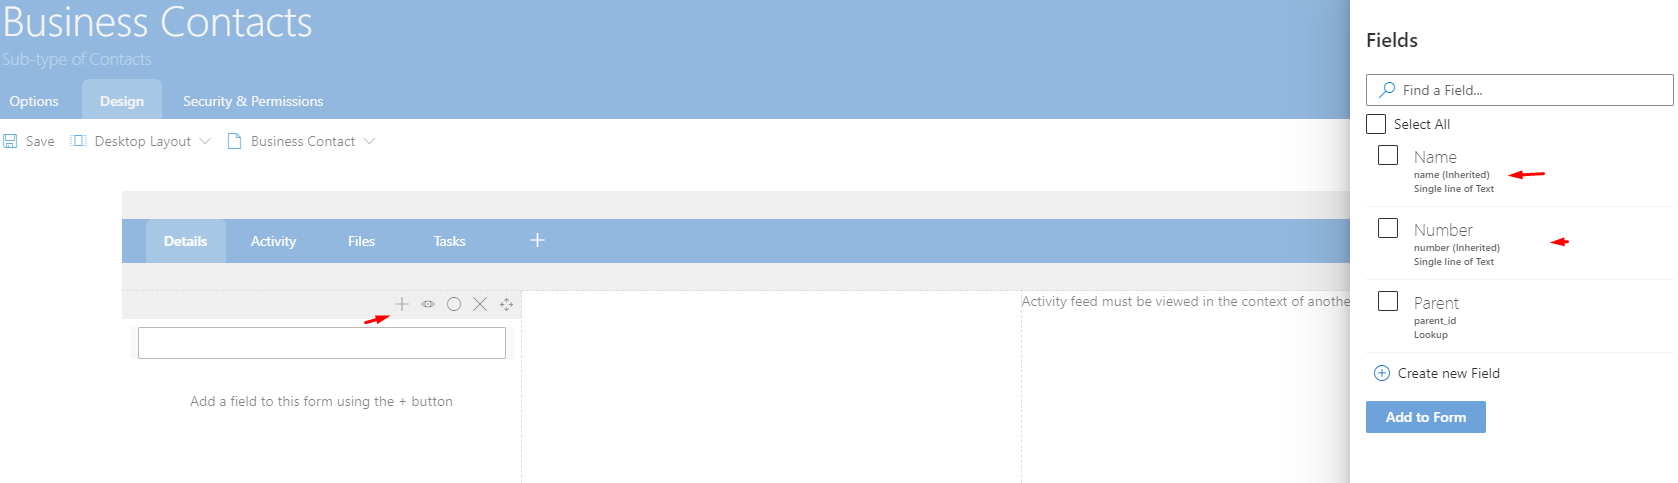 Business Contacts
Sub-type of Contacts
Options Design Security & Permissions
Save Desktop Layout Business Contact
Details Activity Files Tasks
Activity feed must be viewed in the context of anothe
Add a field to this form using the + button
Fields
Find a Field...
Select All
Name
name (Inherited)
Single line of Text
Number
number (Inherited)
Single line of Text
Parent
parent_id
Lookup
Create new Field
Add to Form